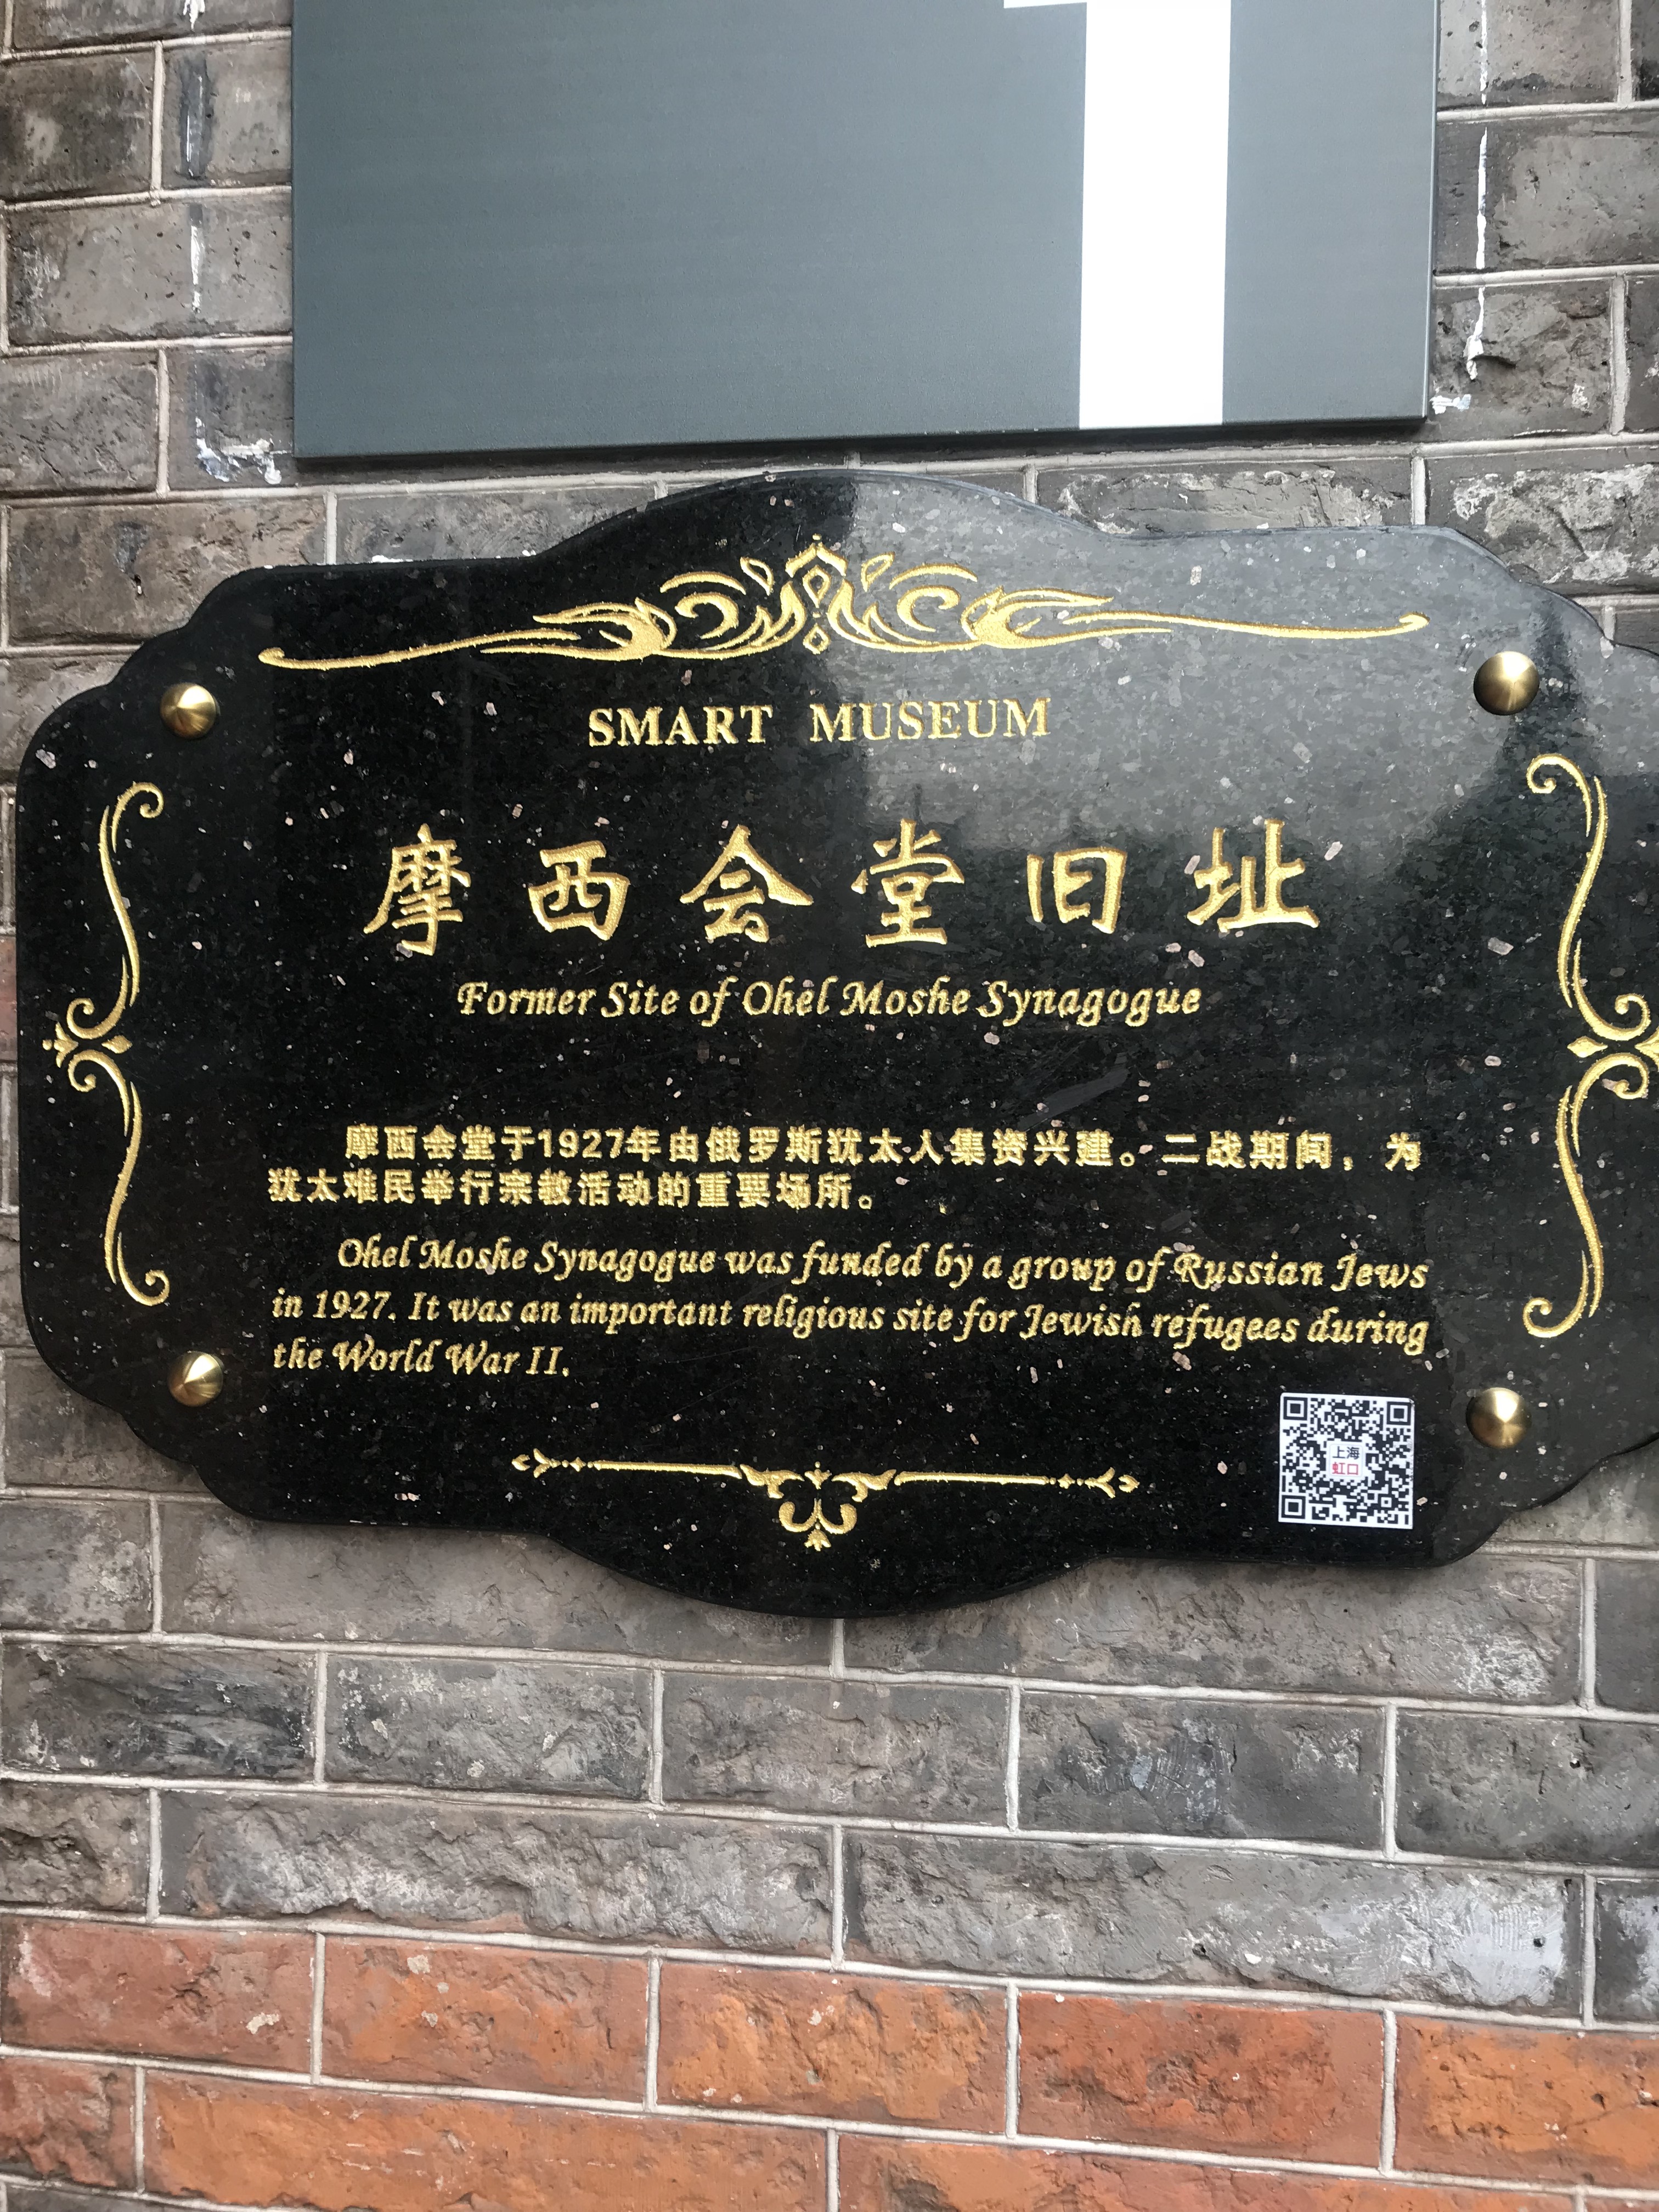 SMART MUSEUM
摩西会堂旧址
Former Site of Ohel Moshe Synagogue
摩西会堂于1927年由俄罗斯犹太人集资兴建。二战期间，为
犹太难民举行宗教活动的重要场所。
Ohel Moshe Synagogue was funded by a group of Russian Jews
in 1927. It was an important religious site for Jewish refugees during
the World War II.
上海
虹口